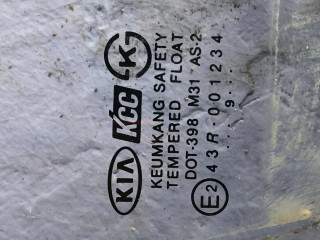 KIA KCC K
KEUMKANG SAFETY
TEMPERED FLOAT
DOT-398 M31 AS-2
E2 43R-001234
..9...